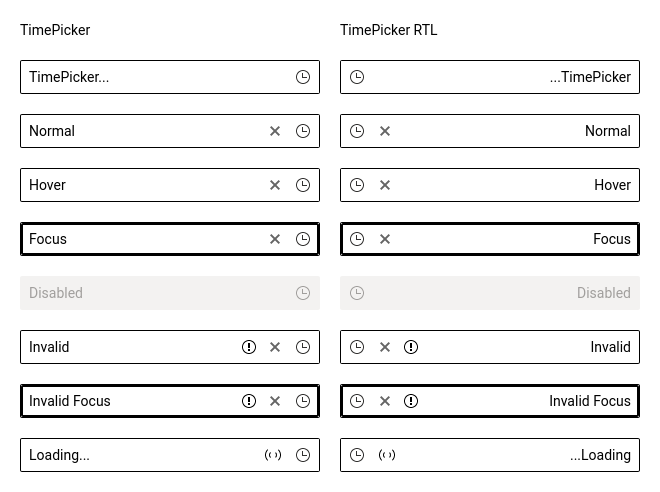 TimePicker
TimePicker...
Normal
Hover
Focus
Disabled
Invalid
Invalid Focus
Loading...
TimePicker RTL
...TimePicker
Normal
Hover
Focus
Disabled
Invalid
Invalid Focus
...Loading